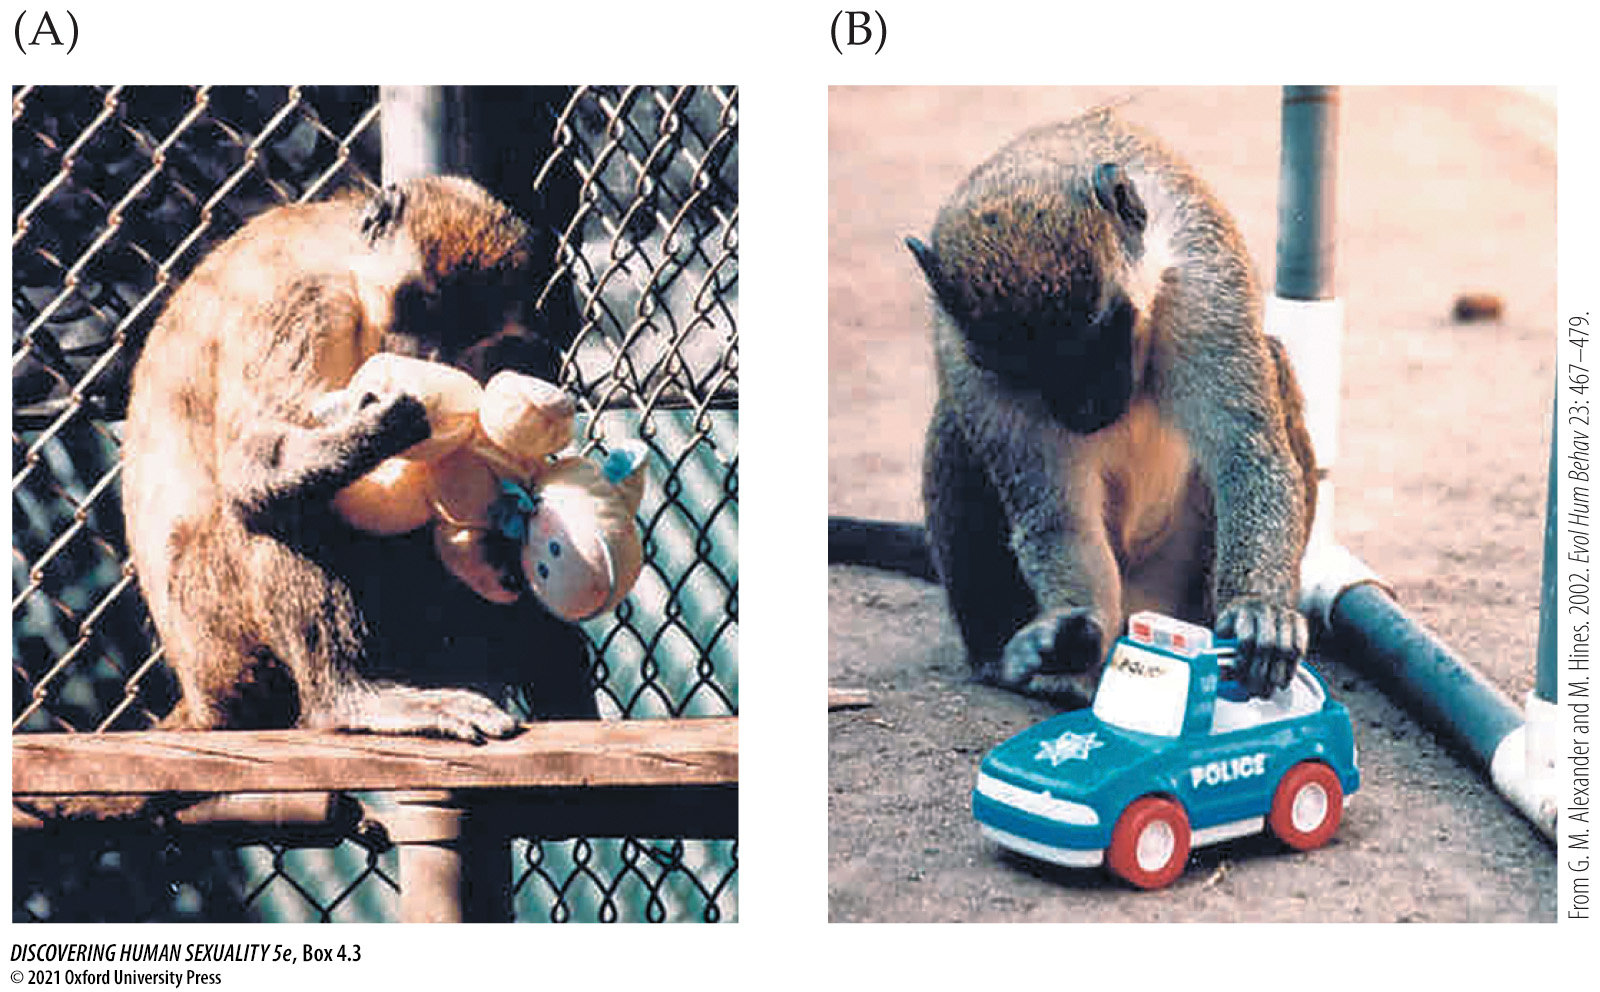 (A)
(B)
POLICE
POLICE
From G. M. Alexander and M. Hines. 2002. Evol Hum Behav 23: 467–479.
DISCOVERING HUMAN SEXUALITY 5e, Box 4.3
© 2021 Oxford University Press